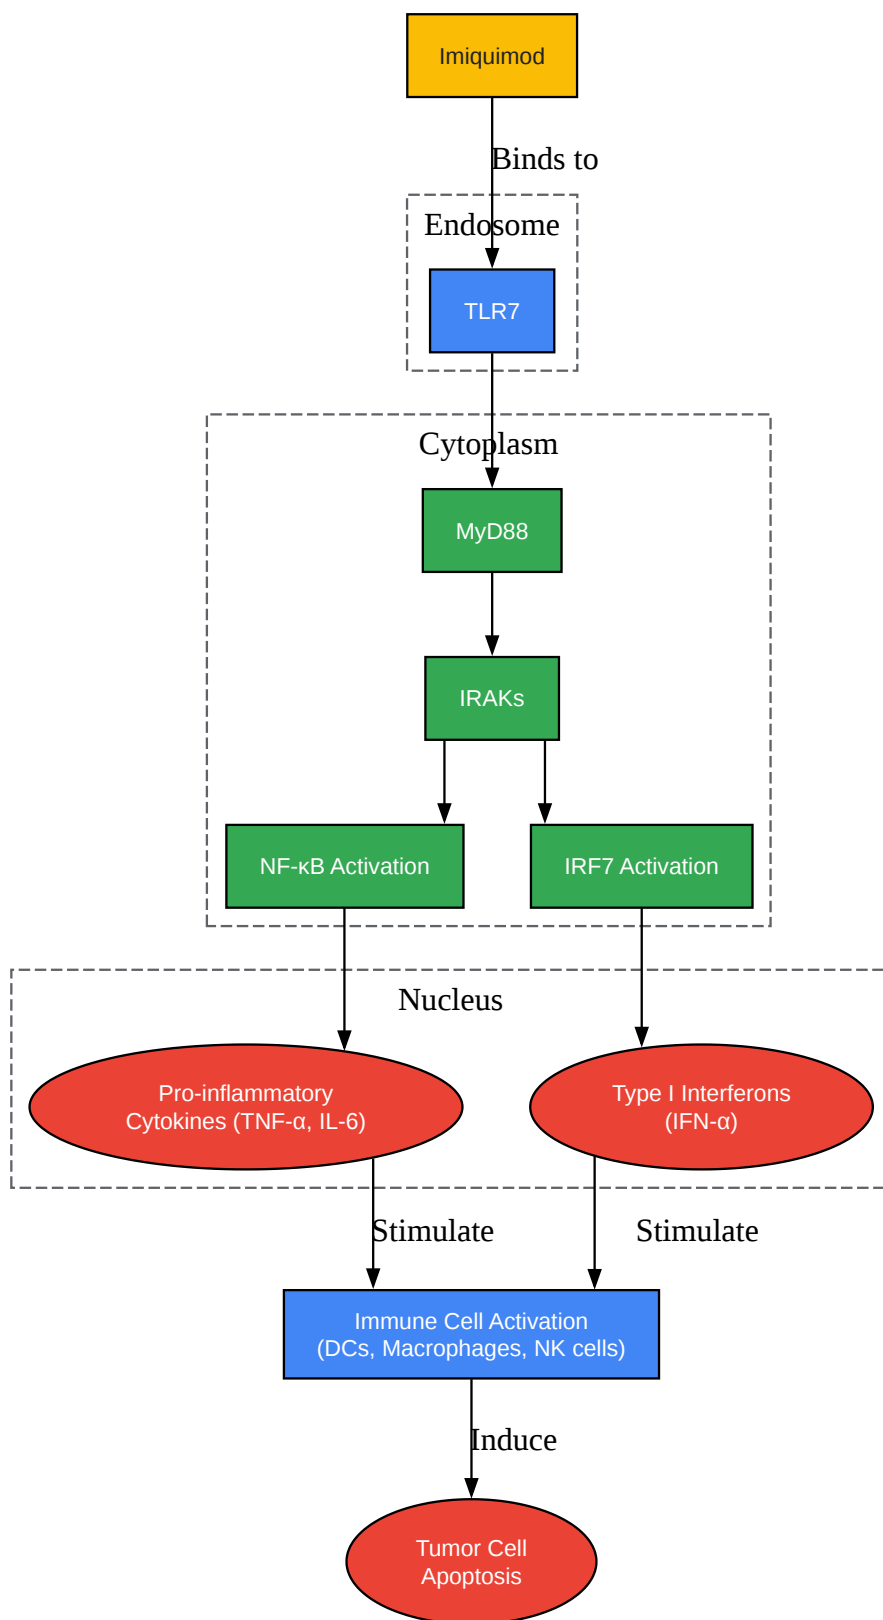 Imiquimod
Binds to
Endosome
TLR7
Cytoplasm
MyD88
IRAKs
NF-κB Activation
IRF7 Activation
Nucleus
Pro-inflammatory
Cytokines (TNF-α, IL-6)
Type I Interferons
(IFN-α)
Stimulate
Stimulate
Immune Cell Activation
(DCs, Macrophages, NK cells)
Induce
Tumor Cell
Apoptosis